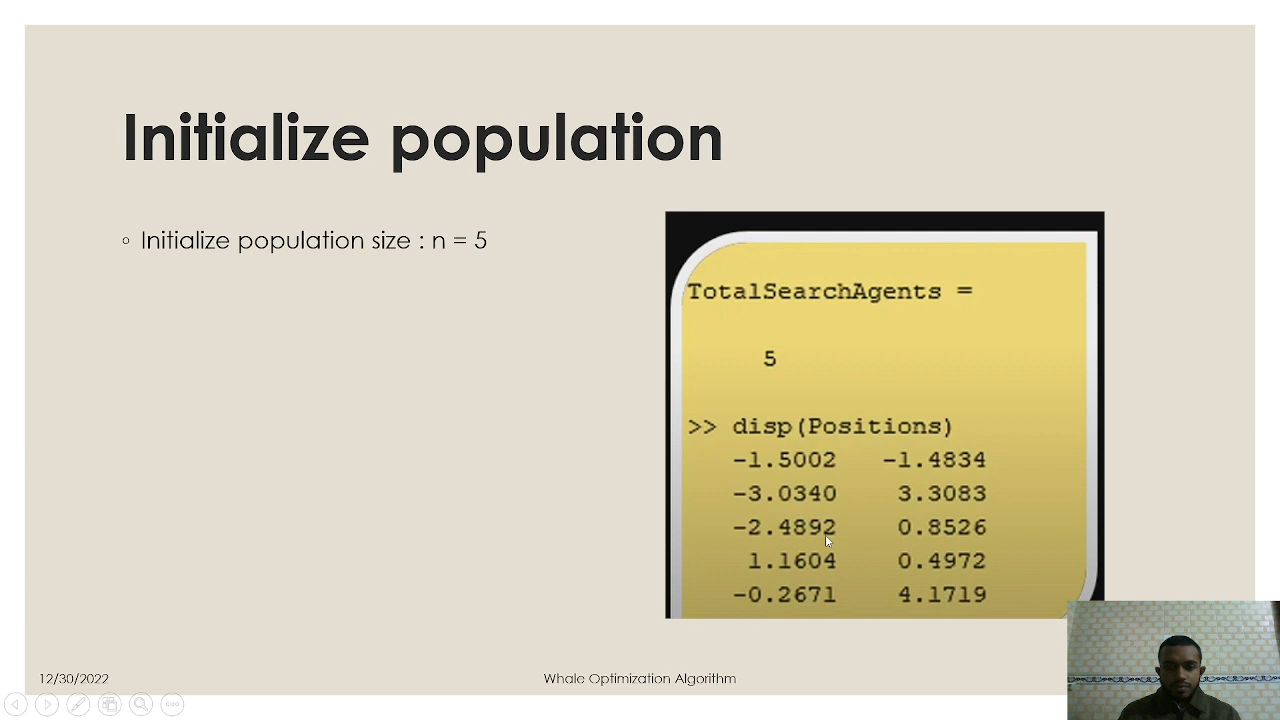 Initialize population
Initialize population size : n = 5
TotalSearchAgents =
5
>> disp(Positions)
-1.5002 -1.4834
-3.0340 3.3083
-2.4892 0.8526
1.1604 0.4972
-0.2671 4.1719
12/30/2022
Whale Optimization Algorithm